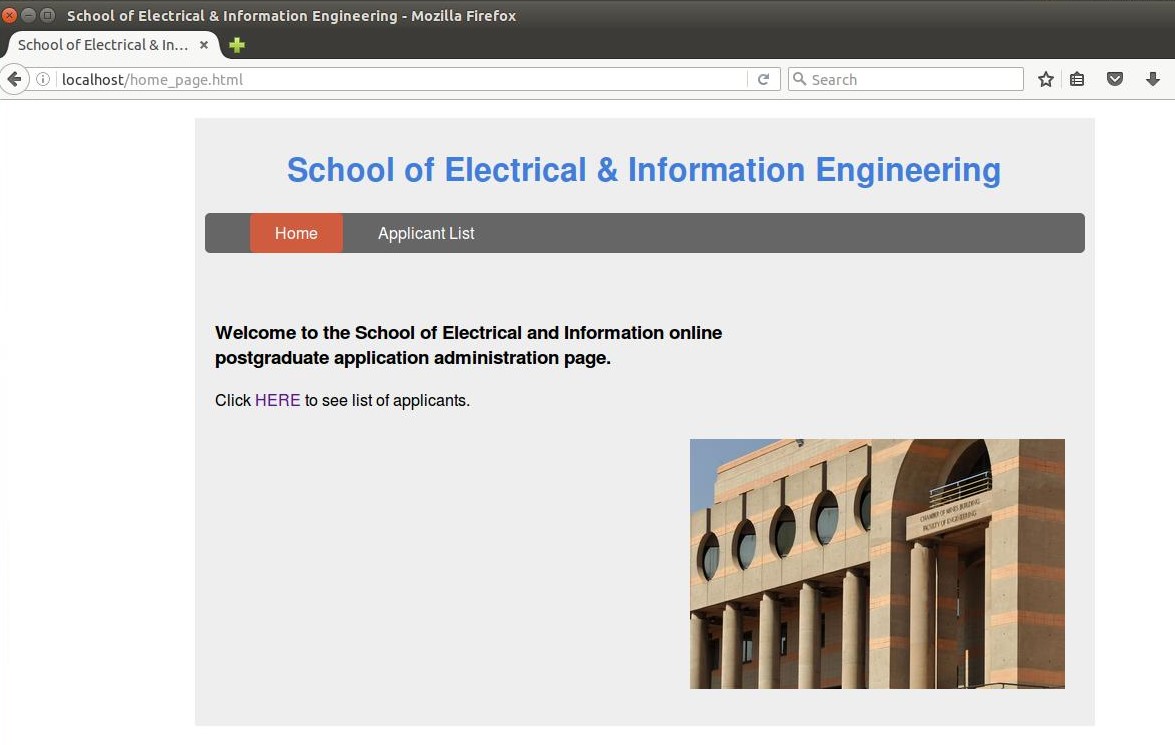 School of Electrical & Information Engineering - Mozilla Firefox
School of Electrical & In...
localhost/home_page.html
Search
School of Electrical & Information Engineering
Home
Applicant List
Welcome to the School of Electrical and Information online
postgraduate application administration page.
Click HERE to see list of applicants.
CHAMBER OF MINES BUILDING
FACULTY OF ENGINEERING